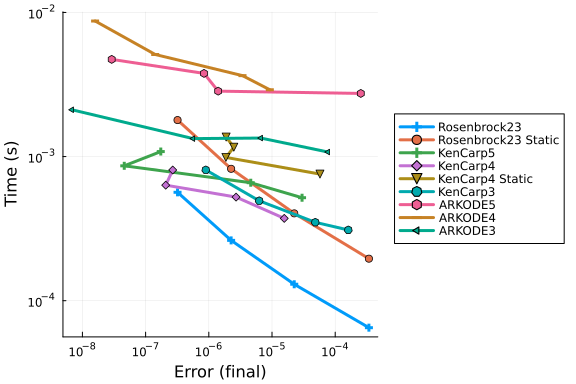 10⁻²
10⁻³
10⁻⁴
Time (s)
10⁻⁸ 10⁻⁷ 10⁻⁶ 10⁻⁵ 10⁻⁴
Error (final)
Rosenbrock23
Rosenbrock23 Static
KenCarp5
KenCarp4
KenCarp4 Static
KenCarp3
ARKODE5
ARKODE4
ARKODE3